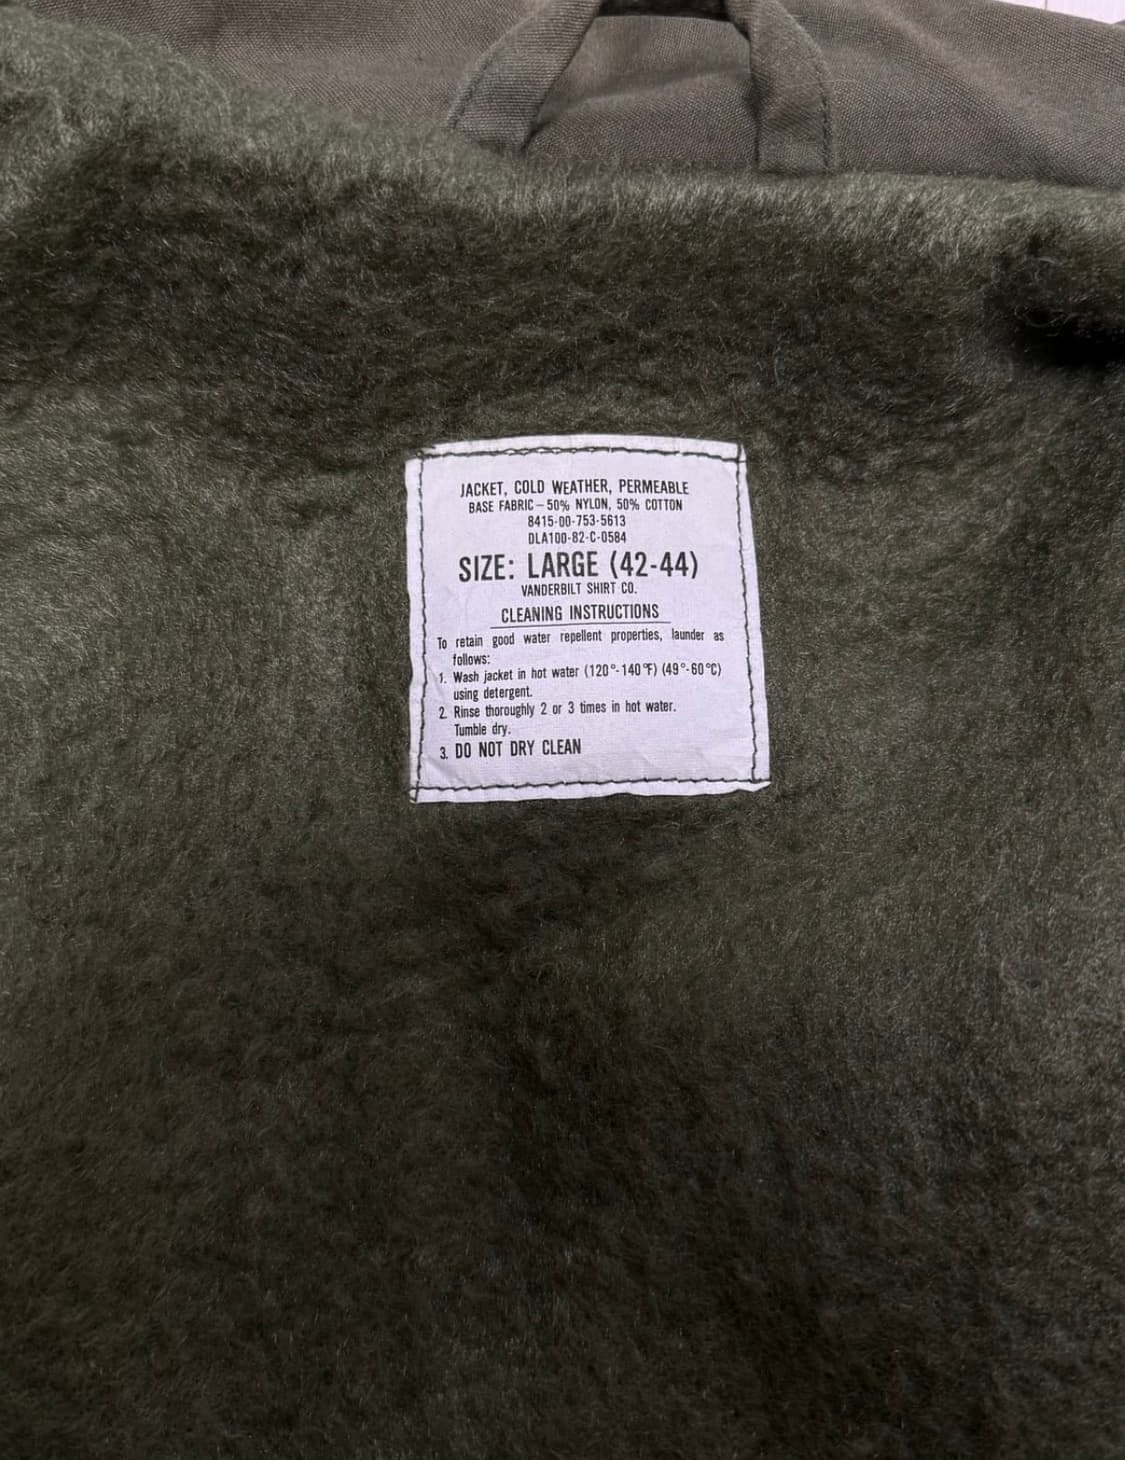 JACKET, COLD WEATHER, PERMEABLE
BASE FABRIC—50% NYLON, 50% COTTON
8415-00-753-5613
DLA100-82-C-0584
SIZE: LARGE (42-44)
VANDERBILT SHIRT CO.
CLEANING INSTRUCTIONS
To retain good water repellent properties, launder as
follows:
1. Wash jacket in hot water (120°-140°F) (49°-60°C)
using detergent.
2. Rinse thoroughly 2 or 3 times in hot water.
Tumble dry.
3. DO NOT DRY CLEAN